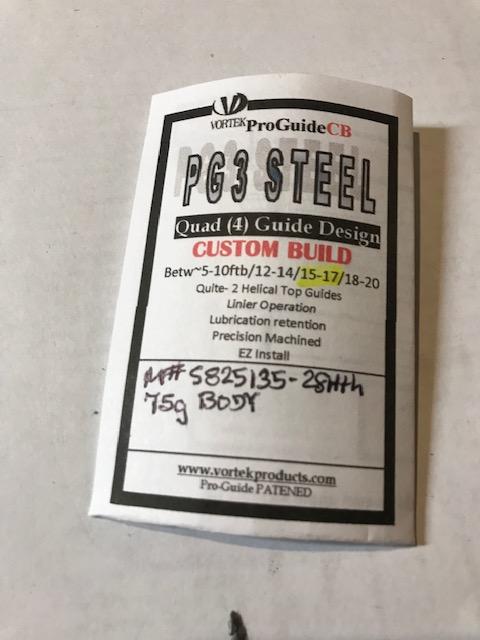 VORTEK ProGuideCB
PG3 STEEL
Quad (4) Guide Design
CUSTOM BUILD
Betw~5-10ftb/12-14/15-17/18-20
Quite- 2 Helical Top Guides
Linier Operation
Lubrication retention
Precision Machined
EZ Install
S825135-28Hth
75g BODY
www.vortekproducts.com
Pro-Guide PATENED